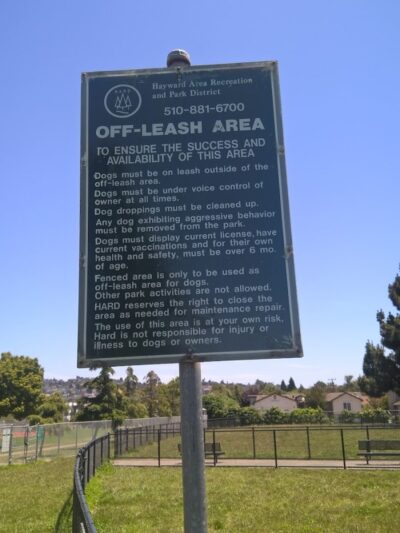 HARD
Hayward Area Recreation
and Park District
510-881-6700
OFF-LEASH AREA
TO ENSURE THE SUCCESS AND
AVAILABILITY OF THIS AREA
Dogs must be on leash outside of the
off-leash area.
Dogs must be under voice control of
owner at all times.
Dog droppings must be cleaned up.
Any dog exhibiting aggressive behavior
must be removed from the park.
Dogs must display current license, have
current vaccinations and for their own
health and safety, must be over 6 mo.
of age.
Fenced area is only to be used as
off-leash area for dogs.
Other park activities are not allowed.
HARD reserves the right to close the
area as needed for maintenance repair.
The use of this area is at your own risk.
Hard is not responsible for injury or
illness to dogs or owners.